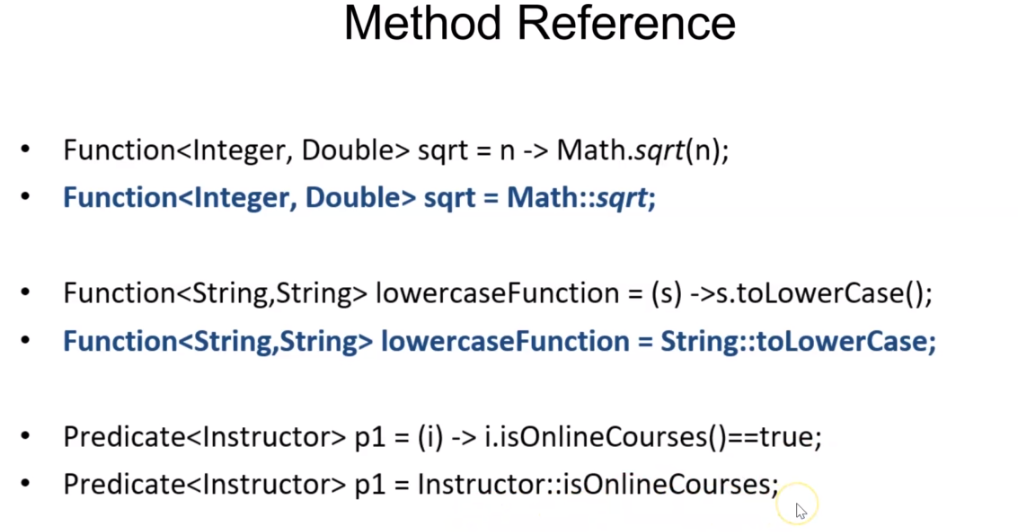 Method Reference
• Function<Integer, Double> sqrt = n -> Math.sqrt(n);
• Function<Integer, Double> sqrt = Math::sqrt;
• Function<String,String> lowercaseFunction = (s) ->s.toLowerCase();
• Function<String,String> lowercaseFunction = String::toLowerCase;
• Predicate<Instructor> p1 = (i) -> i.isOnlineCourses()==true;
• Predicate<Instructor> p1 = Instructor::isOnlineCourses;